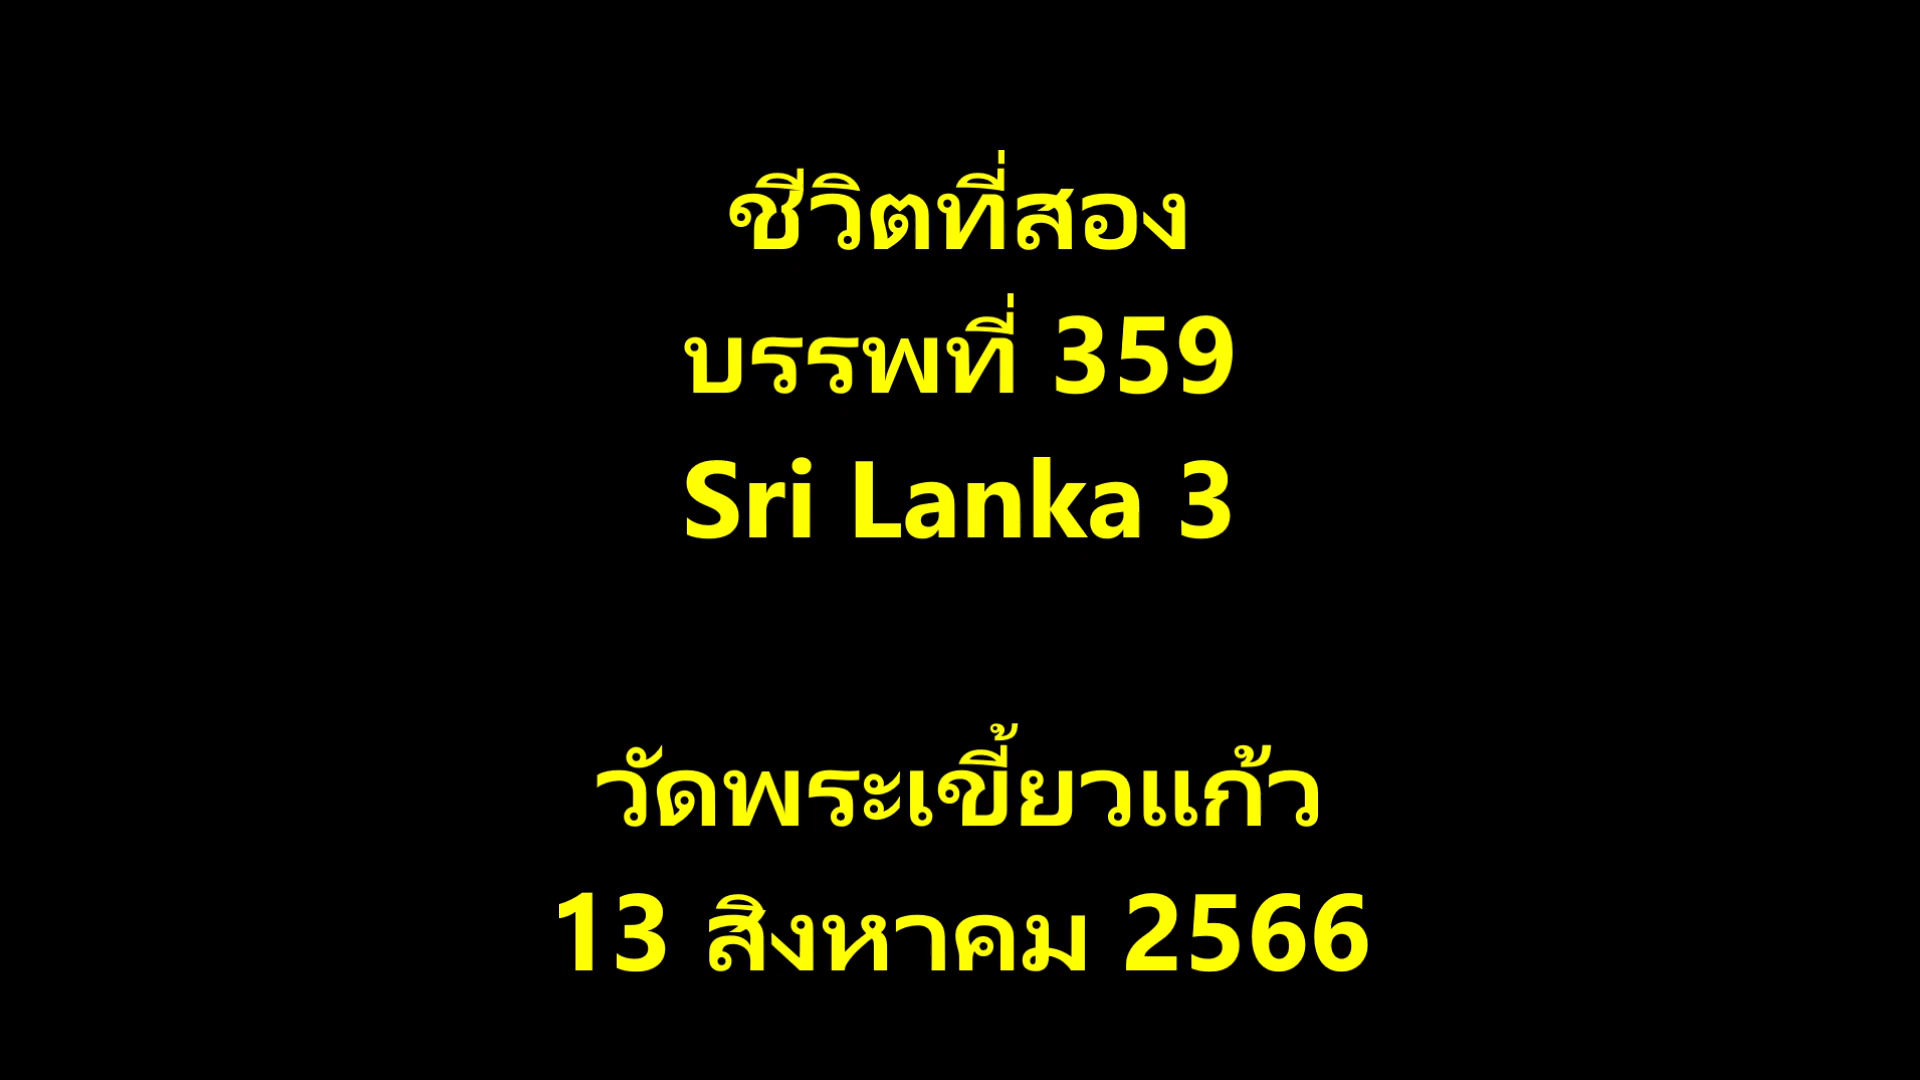 ชีวิตที่สอง
บรรพที่ 359
Sri Lanka 3
วัดพระเขี้ยวแก้ว
13 สิงหาคม 2566